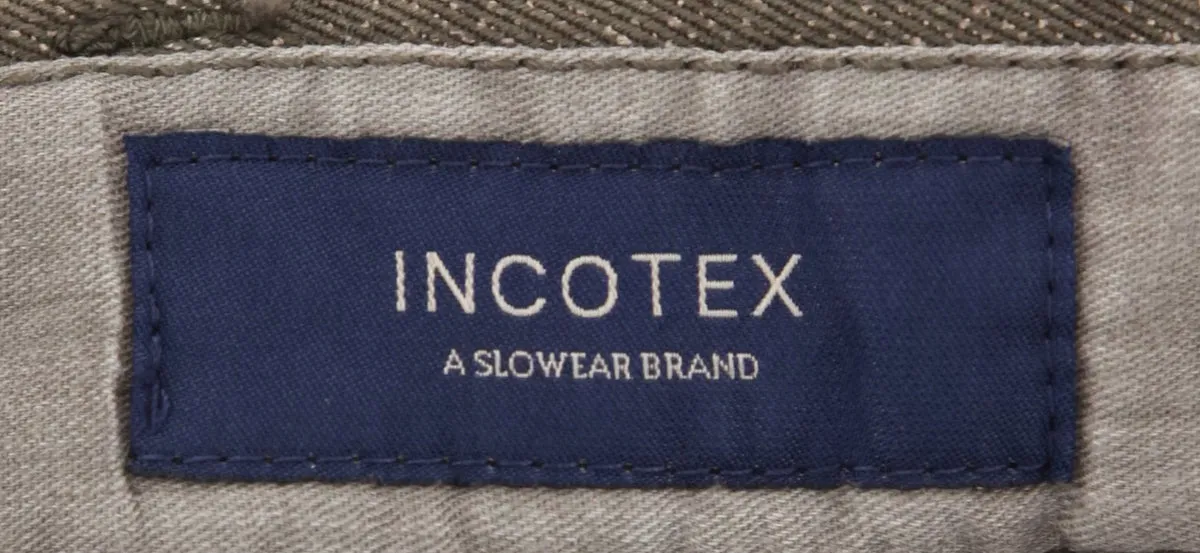 INCOTEX
A SLOWEAR BRAND